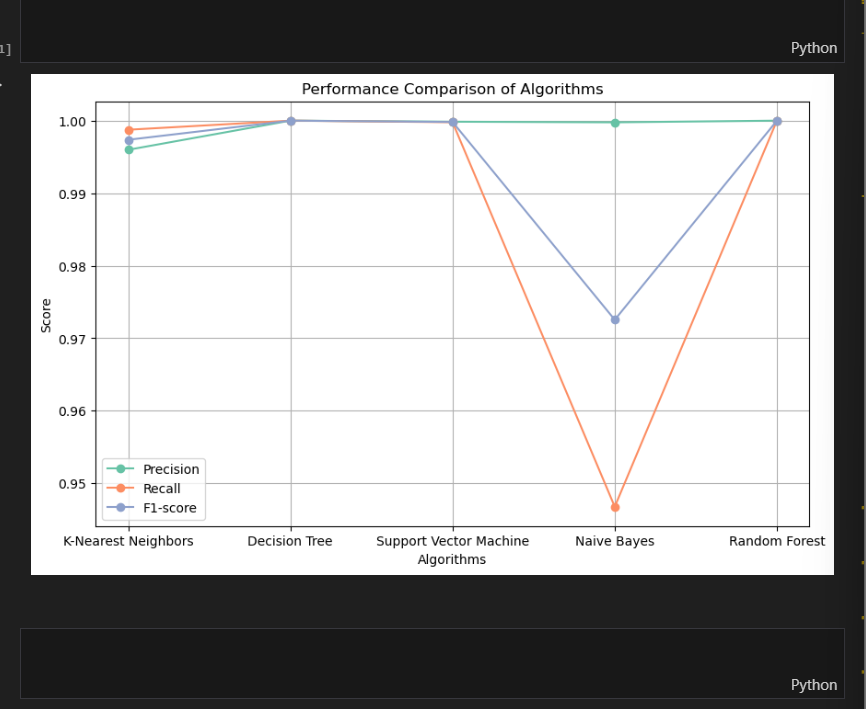 1]
Python
Performance Comparison of Algorithms
1.00
0.99
0.98
0.97
0.96
0.95
Score
Precision
Recall
F1-score
K-Nearest Neighbors Decision Tree Support Vector Machine Naive Bayes Random Forest
Algorithms
Python